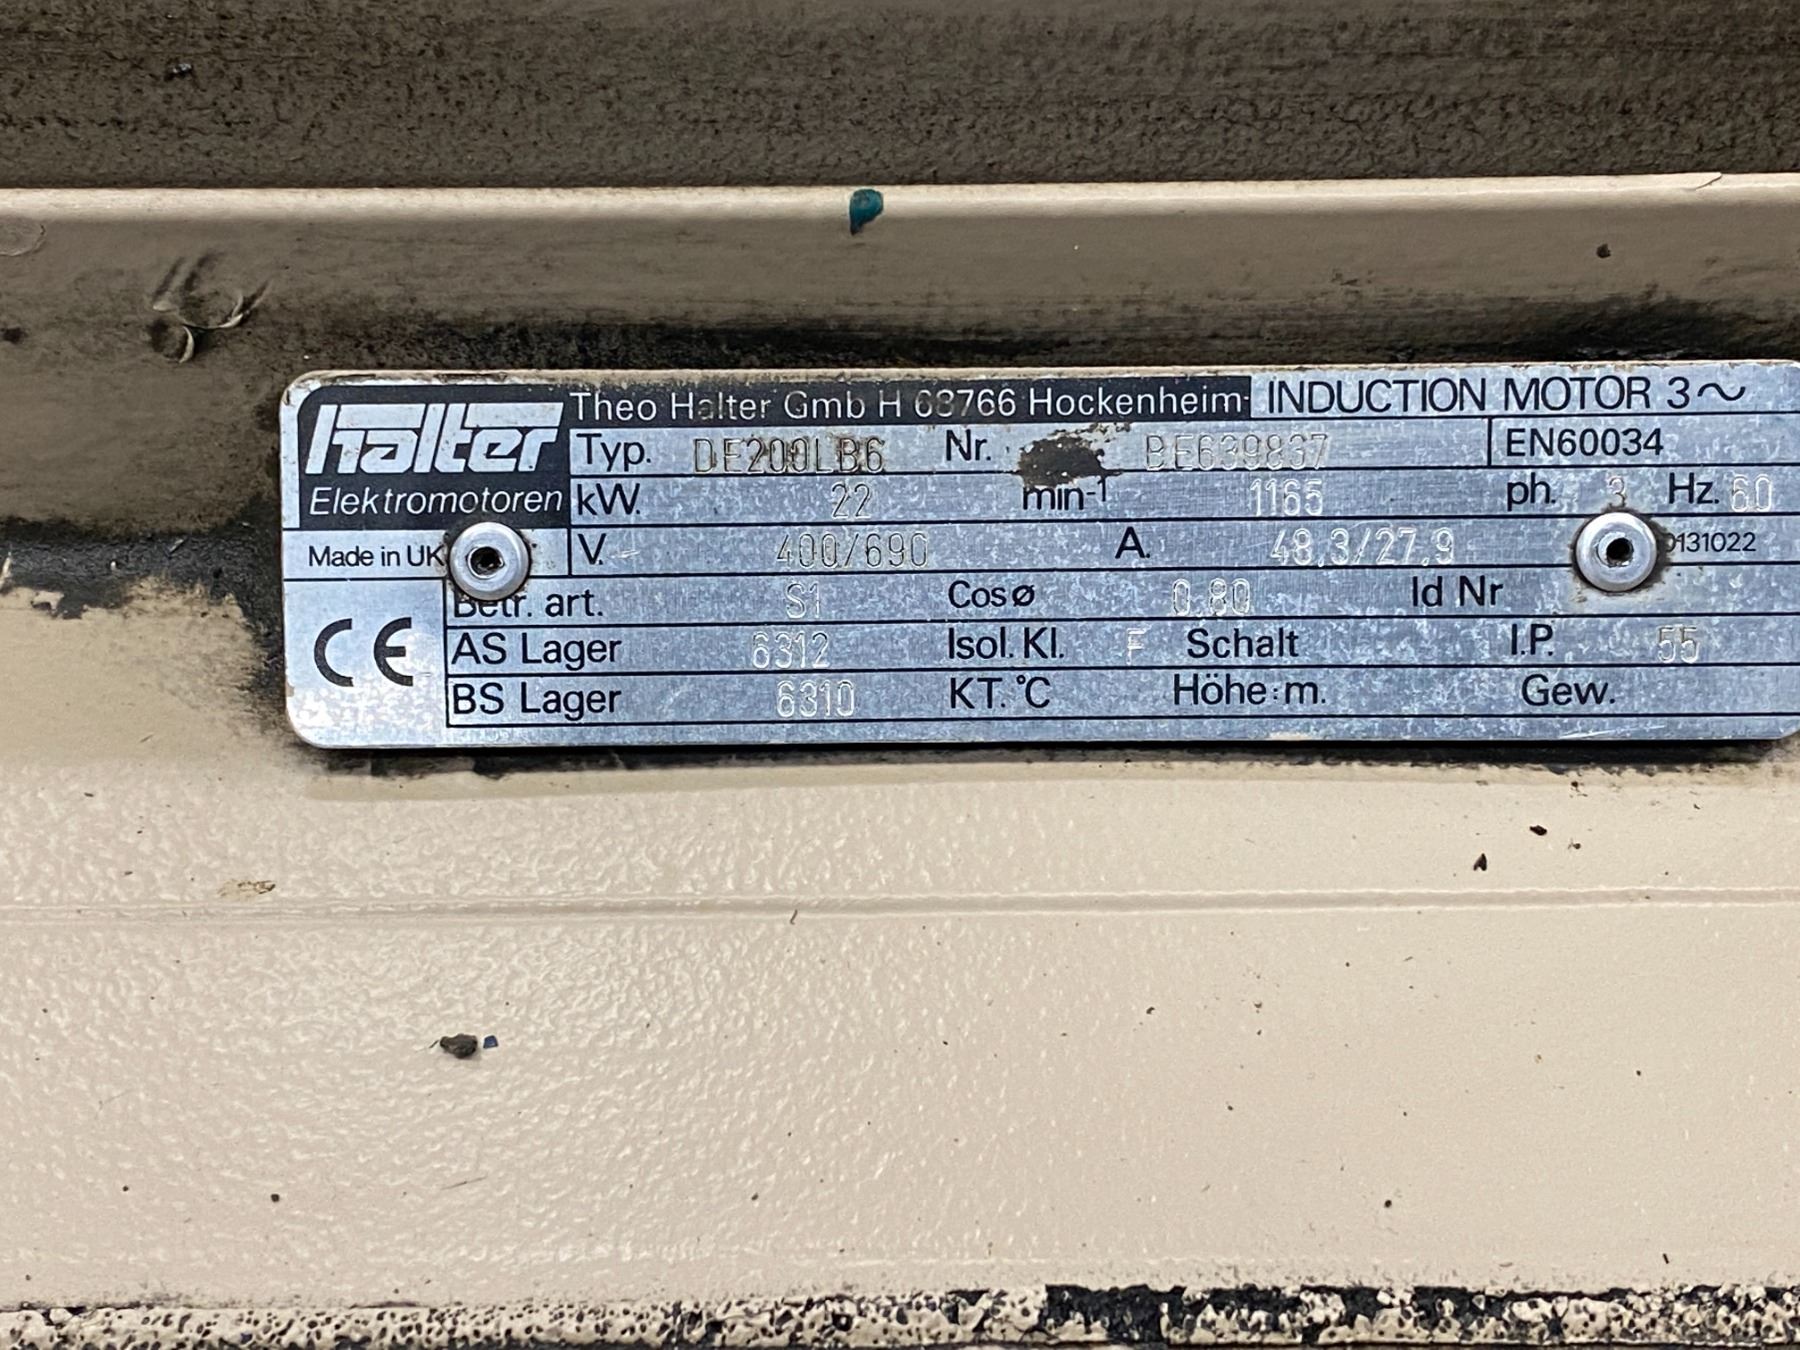 halter Theo Halter GmbH 68766 Hockenheim INDUCTION MOTOR 3~
Elektromotoren
Typ. DE200LB6 Nr. BE639837 EN60034
kW. 22 min-1 1165 ph. 3 Hz. 60
Made in UK V. 400/690 A. 48.3/27.9 0131022
Betr. art. S1 Cosø 0.80 Id Nr
CE AS Lager 6312 Isol. Kl. F Schalt I.P. 55
BS Lager 6310 KT. °C Höhe:m. Gew.